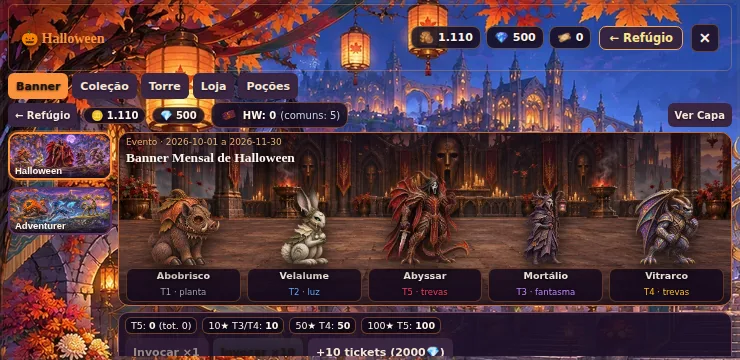 Halloween
1.110
500
0
← Refúgio
✕
Banner
Coleção
Torre
Loja
Poções
← Refúgio
1.110
500
HW: 0 (comuns: 5)
Ver Capa
Halloween
Adventurer
Evento · 2026-10-01 a 2026-11-30
Banner Mensal de Halloween
Abobrisco
T1 · planta
Velalume
T2 · luz
Abyssar
T5 · trevas
Mortálio
T3 · fantasma
Vitrarco
T4 · trevas
T5: 0 (tot. 0)
10★ T3/T4: 10
50★ T4: 50
100★ T5: 100
Invocar ×1
+10 tickets (2000💎)